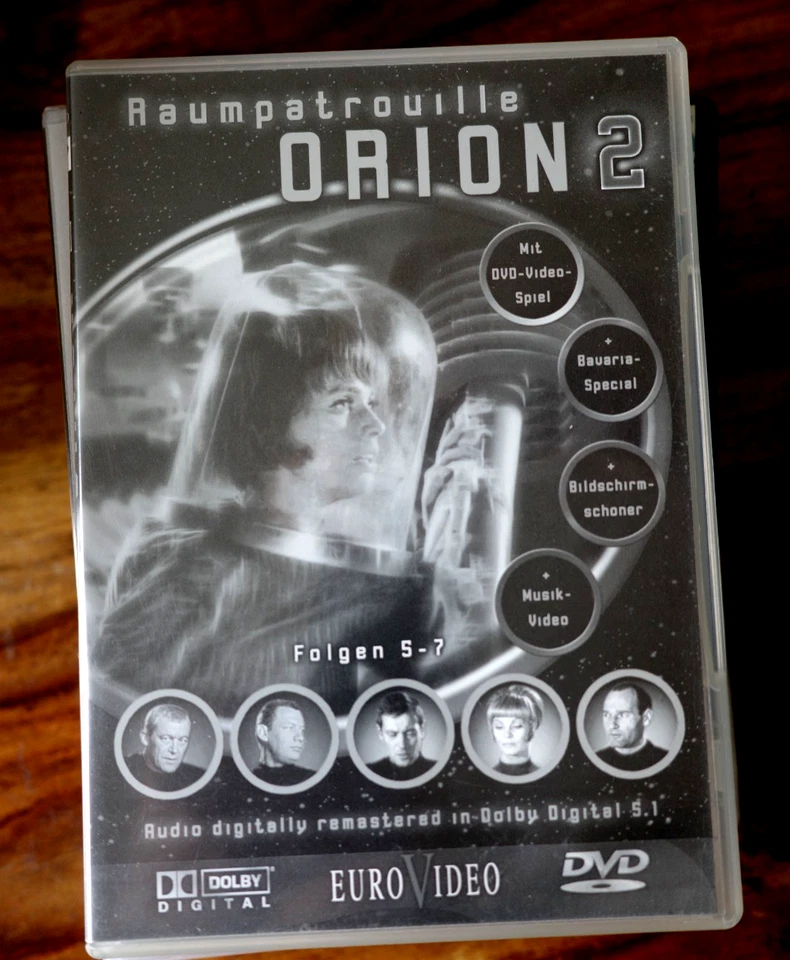 Raumpatrouille
ORION 2
Mit
DVD-Video-
Spiel
+
Bavaria-
Special
+
Bildschirm-
schoner
+
Musik-
Video
Folgen 5-7
Audio digitally remastered in Dolby Digital 5.1
DOLBY
DIGITAL
EUROVIDEO
DVD